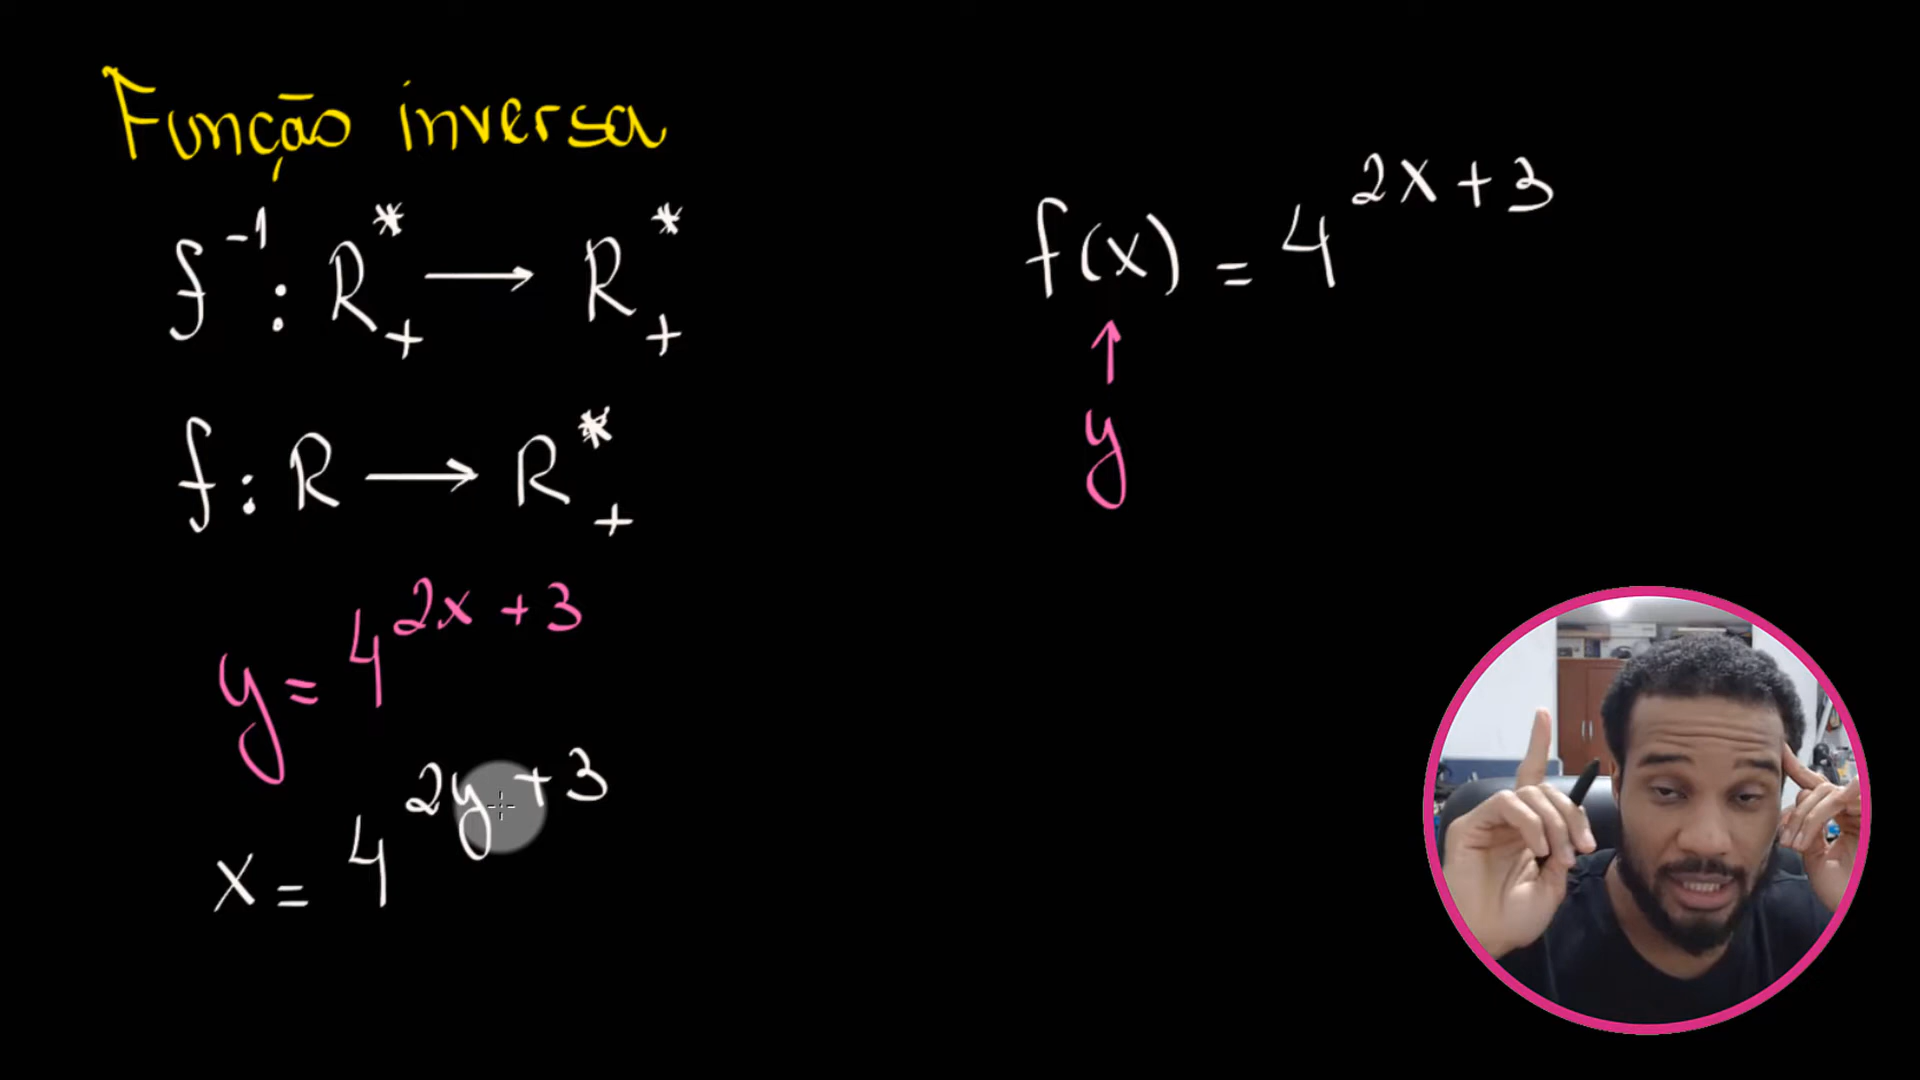 Função inversa
f⁻¹: R*₊ → R*₊
f: R → R*₊
y = 4^{2x + 3}
x = 4^{2y + 3}
f(x) = 4^{2x + 3}
↑
y